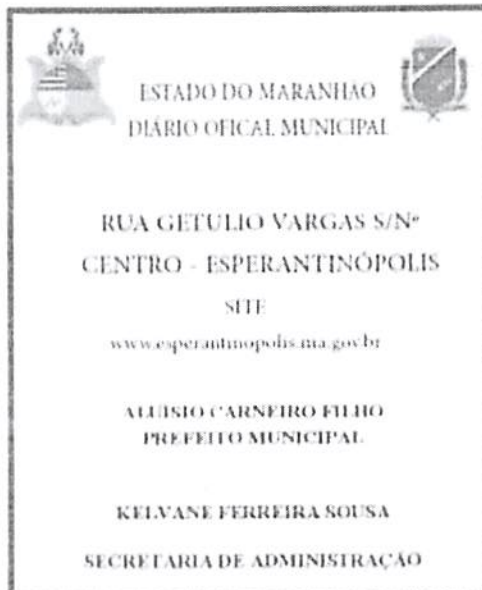 ESTADO DO MARANHÃO
DIÁRIO OFICAL MUNICIPAL
RUA GETULIO VARGAS S/Nº
CENTRO - ESPERANTINÓPOLIS
SITE
www.esperantinopolis.ma.gov.br
ALUISIO CARNEIRO FILHO
PREFEITO MUNICIPAL
KELVANE FERREIRA SOUSA
SECRETARIA DE ADMINISTRAÇÃO